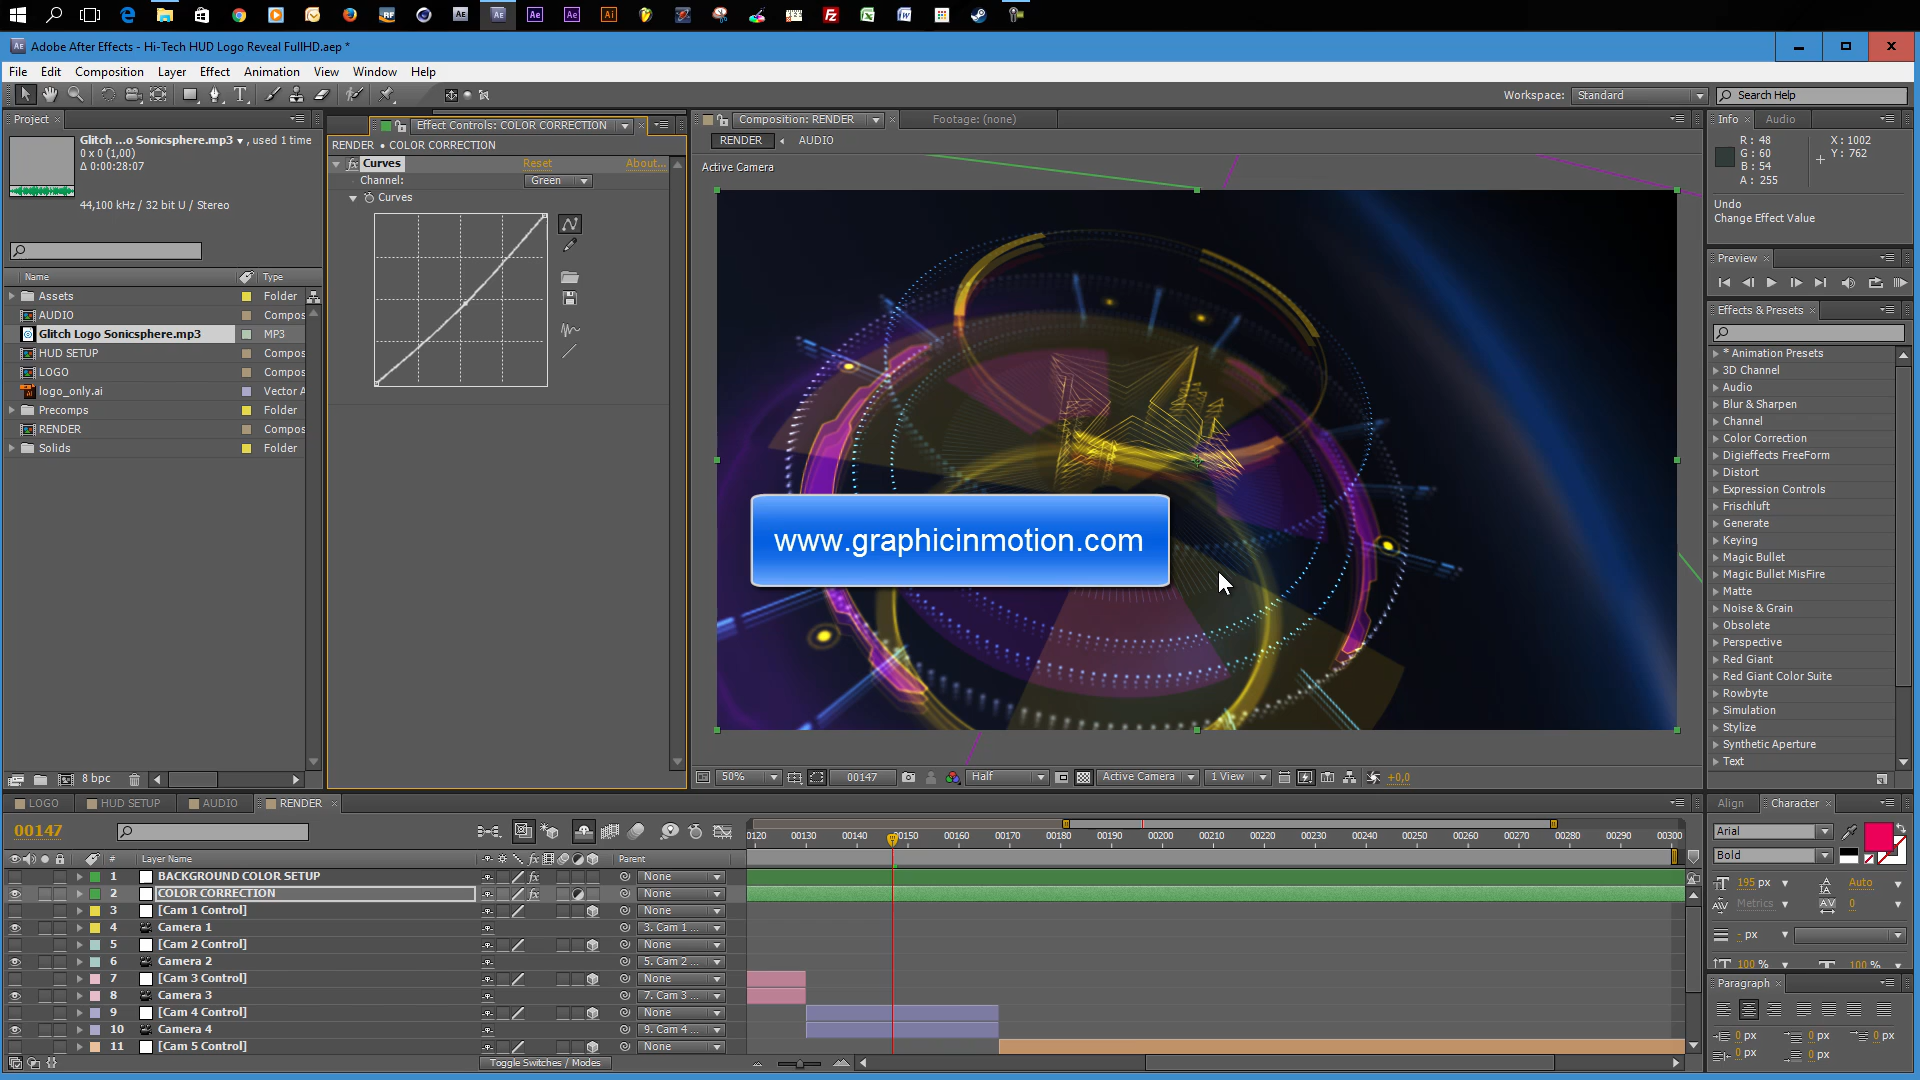 Adobe After Effects - Hi-Tech HUD Logo Reveal FullHD.aep *
File Edit Composition Layer Effect Animation View Window Help
Workspace: Standard Search Help
Project
Glitch ...o Sonicsphere.mp3 , used 1 time
0 x 0 (1,00)
Δ 0:00:28:07
44,100 kHz / 32 bit U / Stereo
Name Type
Assets Folder
AUDIO Compos
Glitch Logo Sonicsphere.mp3 MP3
HUD SETUP Compos
LOGO Compos
logo_only.ai Vector A
Precomps Folder
RENDER Compos
Solids Folder
8 bpc
Effect Controls: COLOR CORRECTION
RENDER • COLOR CORRECTION
fx Curves Reset About...
Channel: Green
Curves
Composition: RENDER Footage: (none)
RENDER AUDIO
Active Camera
www.graphicinmotion.com
50% 00147 Half Active Camera 1 View +0,0
Info Audio
R : 48 X : 1002
G : 60 Y : 762
B : 54
A : 255
Undo
Change Effect Value
Preview
Effects & Presets
* Animation Presets
3D Channel
Audio
Blur & Sharpen
Channel
Color Correction
Digieffects FreeForm
Distort
Expression Controls
Frischluft
Generate
Keying
Magic Bullet
Magic Bullet MisFire
Matte
Noise & Grain
Obsolete
Perspective
Red Giant
Red Giant Color Suite
Rowbyte
Simulation
Stylize
Synthetic Aperture
Text
LOGO HUD SETUP AUDIO RENDER
00147
0120 00130 00140 00150 00160 00170 00180 00190 00200 00210 00220 00230 00240 00250 00260 00270 00280 00290 00300
# Layer Name Parent
1 BACKGROUND COLOR SETUP None
2 COLOR CORRECTION None
3 [Cam 1 Control] None
4 Camera 1 3. Cam 1 ...
5 [Cam 2 Control] None
6 Camera 2 5. Cam 2 ...
7 [Cam 3 Control] None
8 Camera 3 7. Cam 3 ...
9 [Cam 4 Control] None
10 Camera 4 9. Cam 4 ...
11 [Cam 5 Control] None
Toggle Switches / Modes
Align Character
Arial
Bold
195 px Auto
Metrics 0
- px
100 % 100 %
Paragraph
0 px 0 px 0 px
0 px 0 px